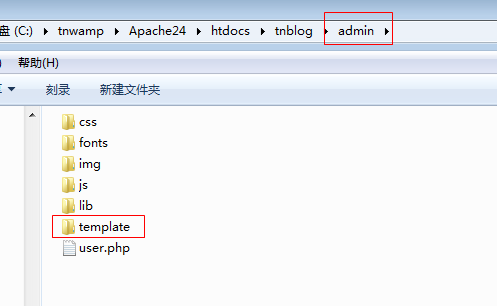 盘 (C:) ▸ tnwamp ▸ Apache24 ▸ htdocs ▸ tnblog ▸ admin ▸
) 帮助(H)
刻录 新建文件夹
css
fonts
img
js
lib
template
user.php